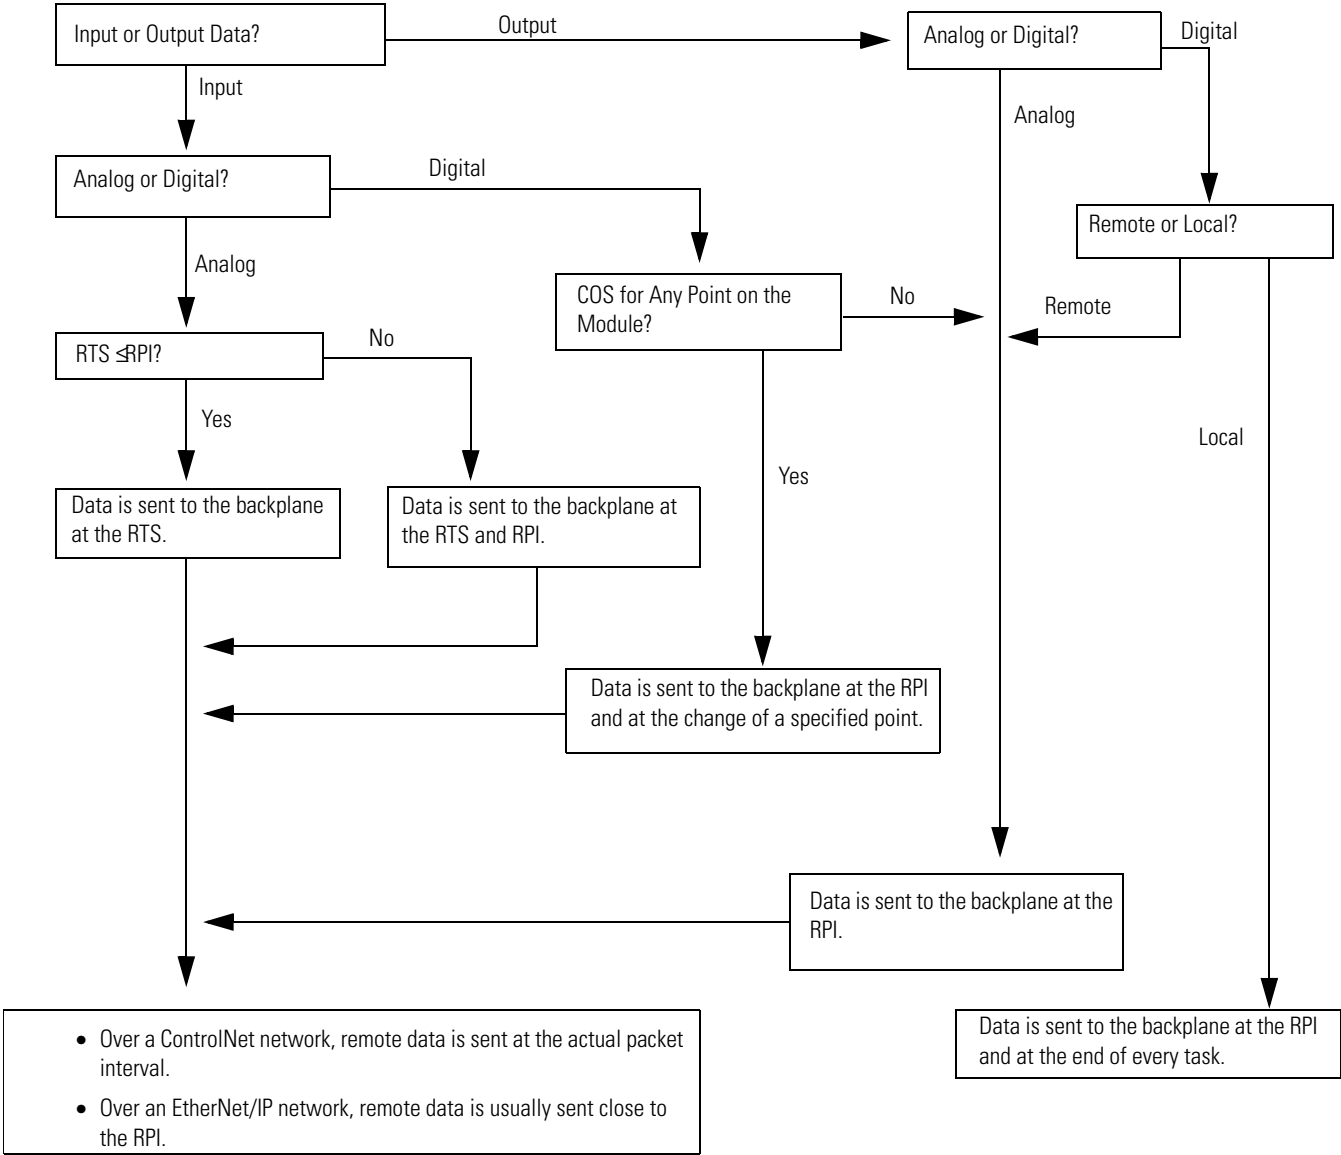 Input or Output Data?
Output
Analog or Digital?
Digital
Input
Analog
Analog or Digital?
Digital
Remote or Local?
Analog
COS for Any Point on the
Module?
No
Remote
RTS ≤RPI?
No
Yes
Local
Yes
Data is sent to the backplane
at the RTS.
Data is sent to the backplane at
the RTS and RPI.
Data is sent to the backplane at the RPI
and at the change of a specified point.
Data is sent to the backplane at the
RPI.
• Over a ControlNet network, remote data is sent at the actual packet
interval.
• Over an EtherNet/IP network, remote data is usually sent close to
the RPI.
Data is sent to the backplane at the RPI
and at the end of every task.